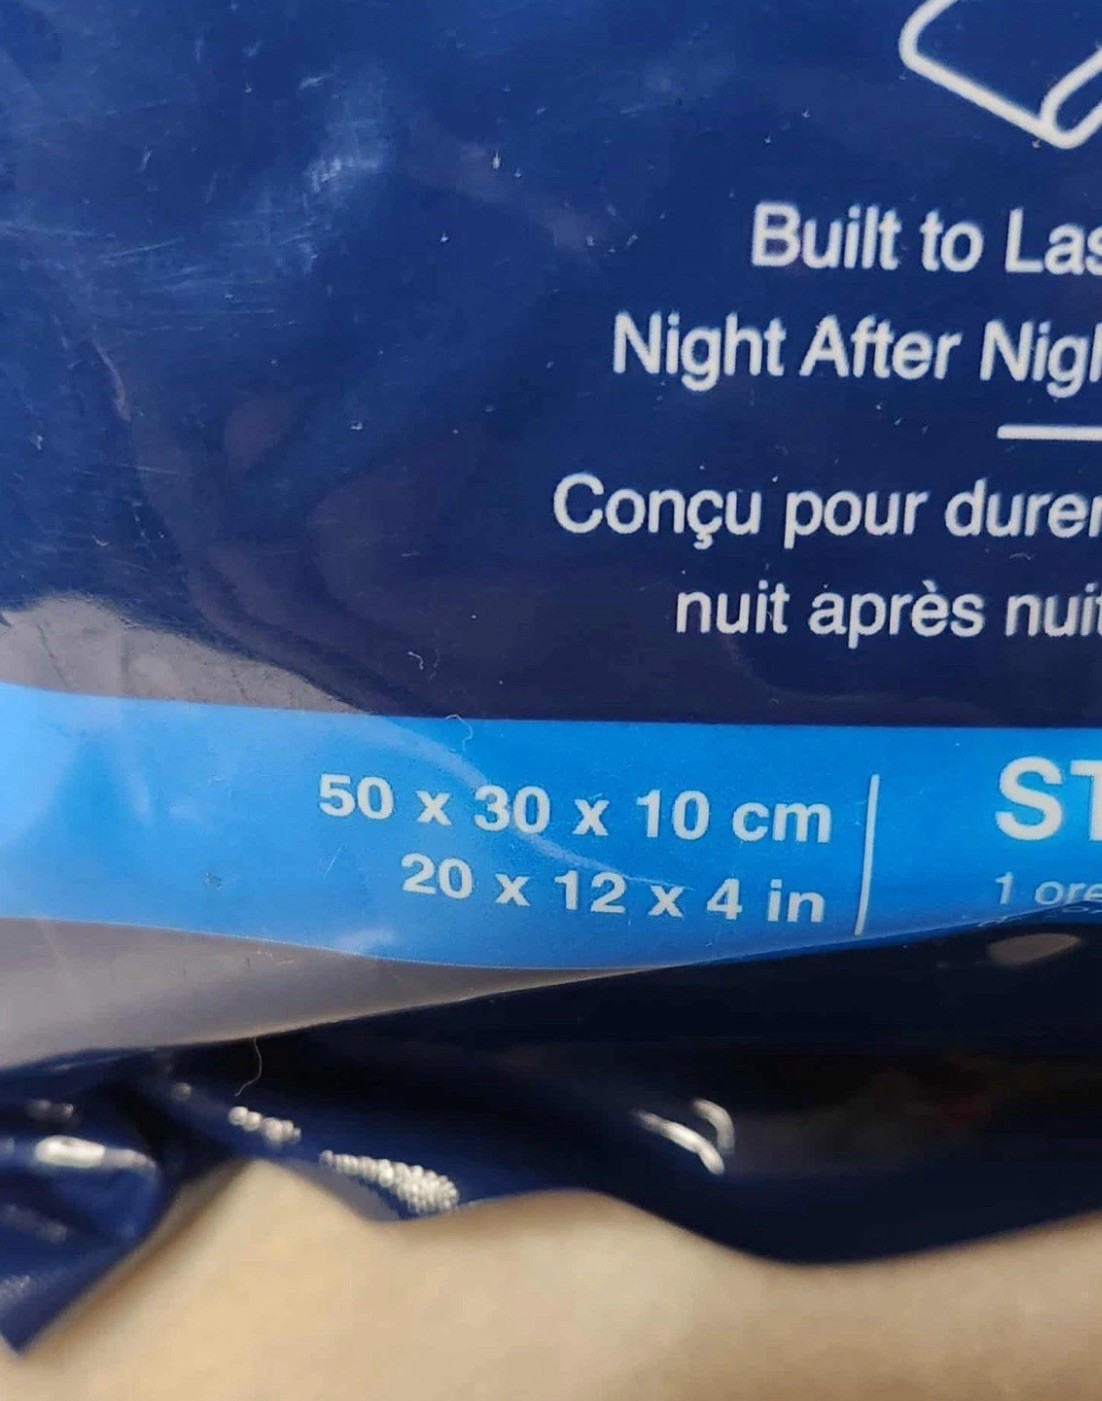 Built to Las
Night After Nigh
Conçu pour durer
nuit après nuit
50 x 30 x 10 cm
20 x 12 x 4 in
ST
1 ore